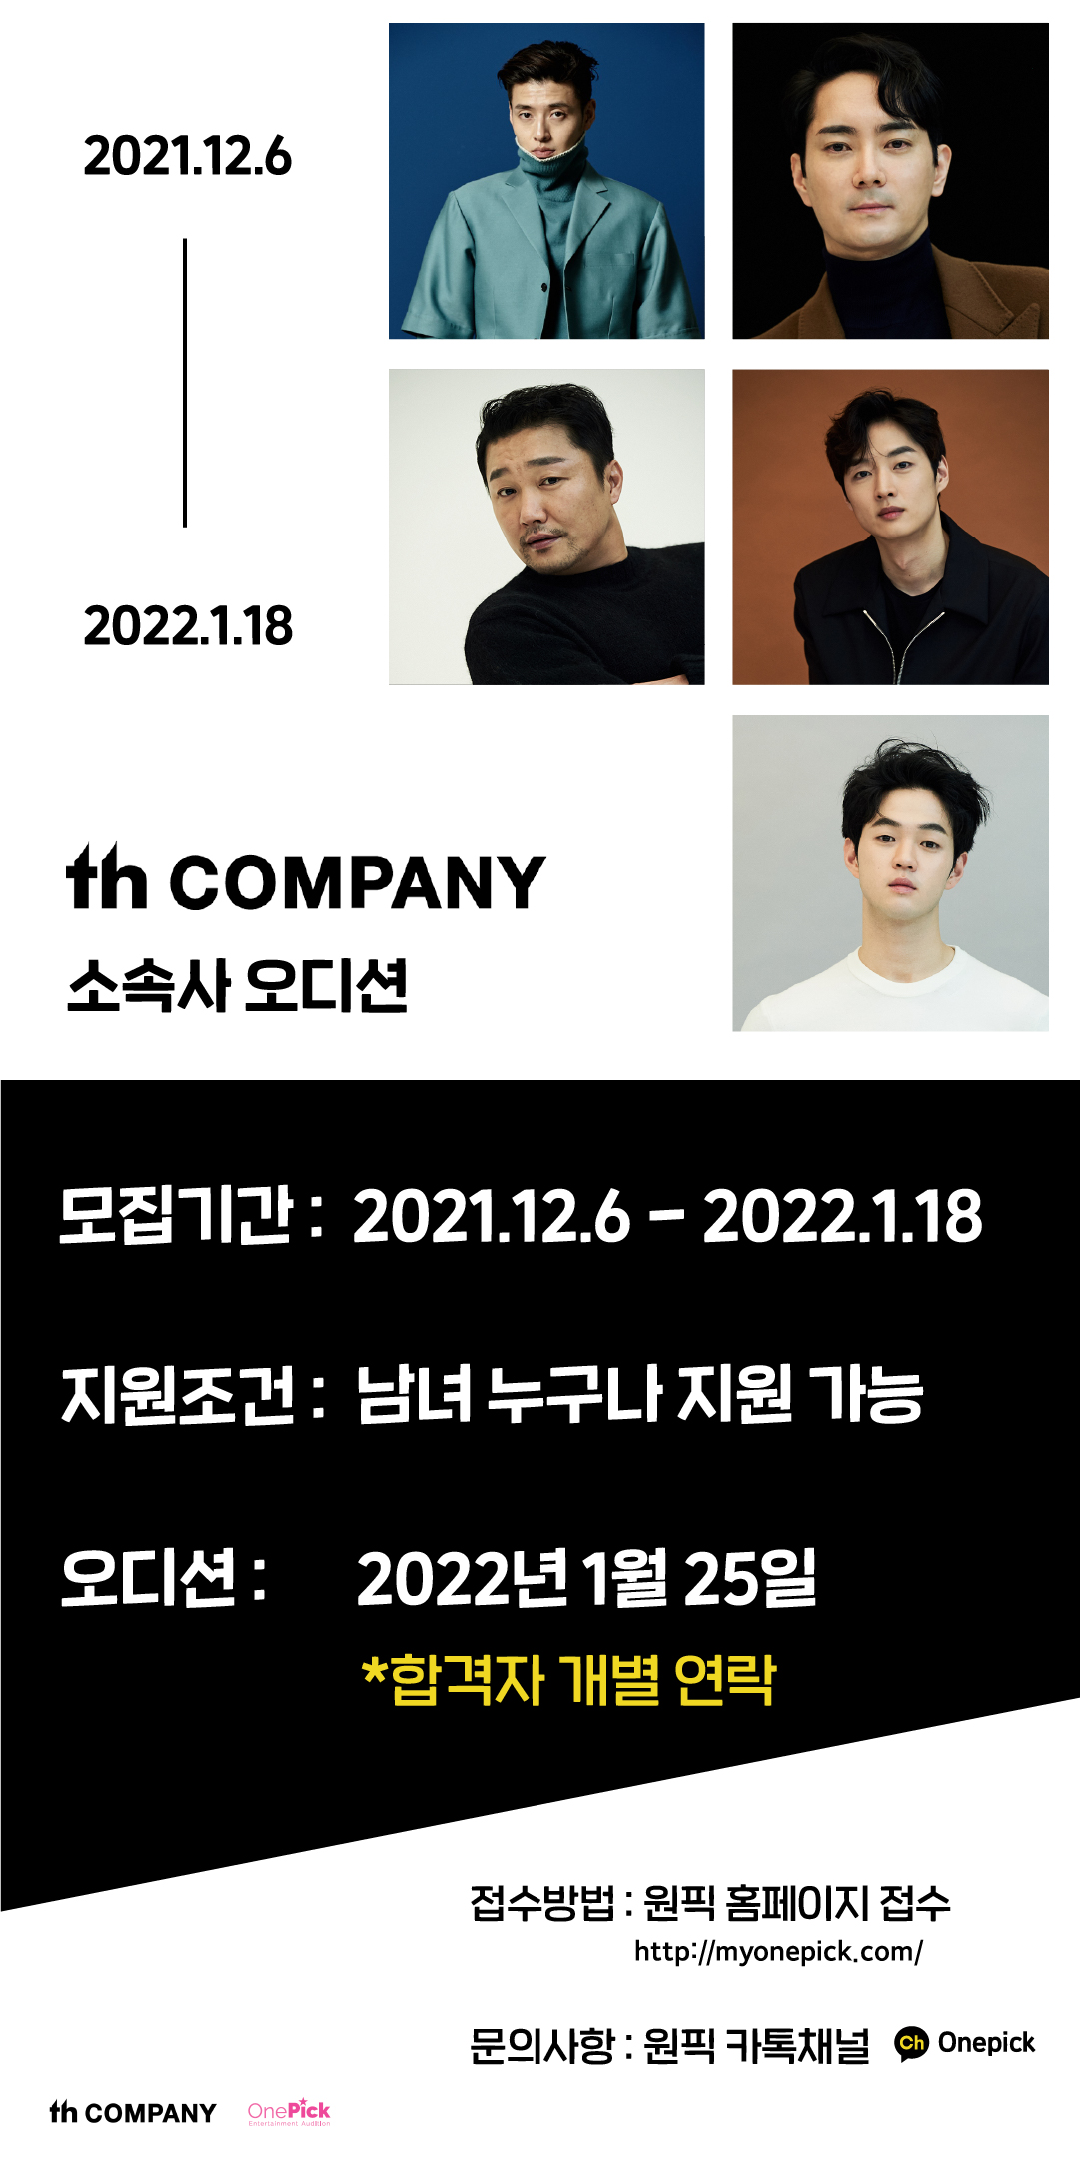 2021.12.6
2022.1.18
th COMPANY
소속사 오디션
모집기간 : 2021.12.6 - 2022.1.18
지원조건 : 남녀 누구나 지원 가능
오디션 : 2022년 1월 25일
*합격자 개별 연락
접수방법 : 원픽 홈페이지 접수
http://myonepick.com/
문의사항 : 원픽 카톡채널 Ch Onepick
th COMPANY OnePick
Entertainment Audition